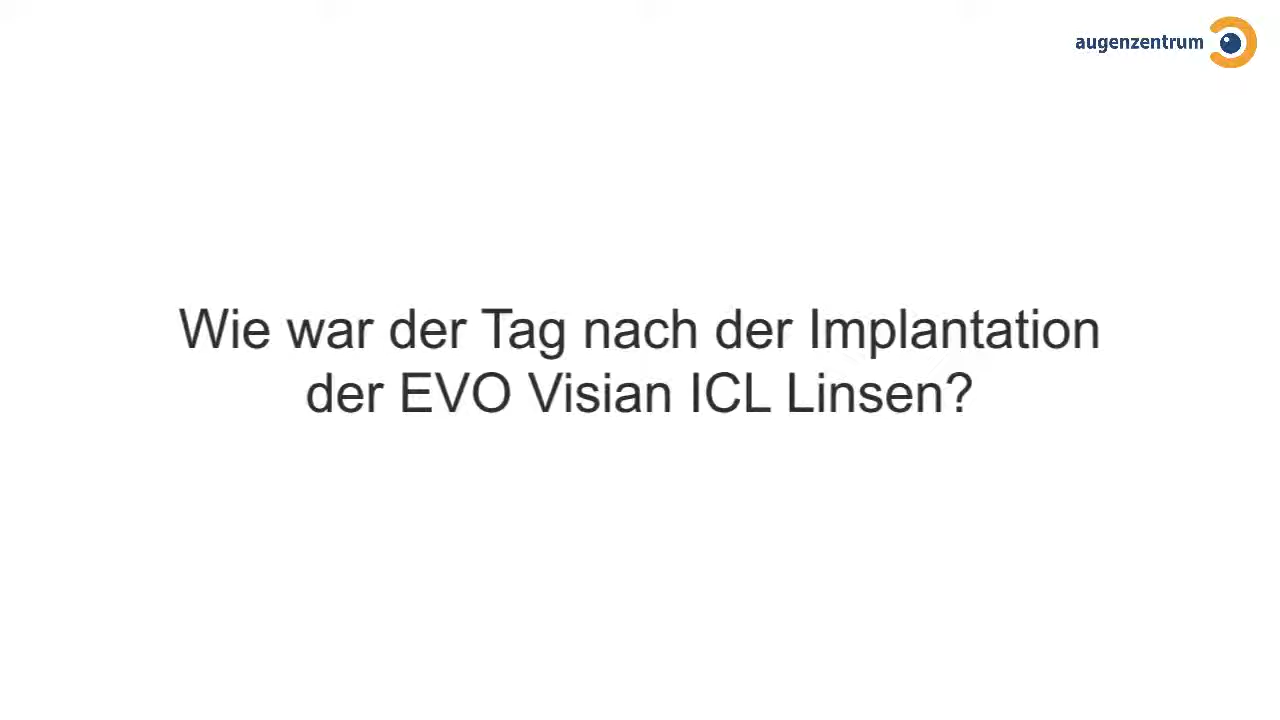 augenzentrum
Wie war der Tag nach der Implantation
der EVO Visian ICL Linsen?